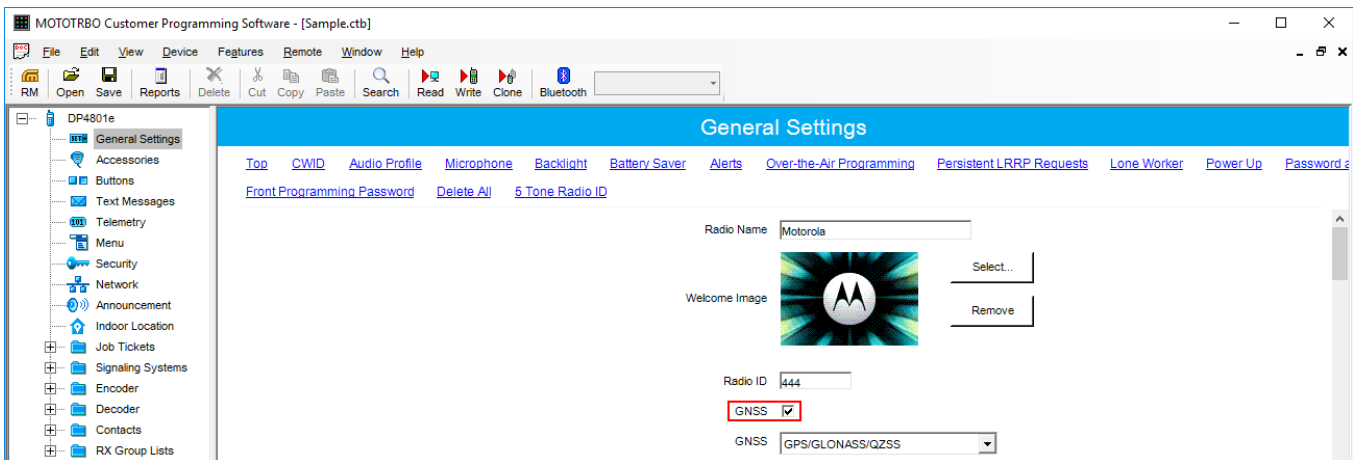 MOTOTRBO Customer Programming Software - [Sample.ctb]
File Edit View Device Features Remote Window Help
RM Open Save Reports Delete Cut Copy Paste Search Read Write Clone Bluetooth
DP4801e
General Settings
General Settings
Accessories
Top CWID Audio Profile Microphone Backlight Battery Saver Alerts Over-the-Air Programming Persistent LRRP Requests Lone Worker Power Up Password a
Buttons
Front Programming Password Delete All 5 Tone Radio ID
Text Messages
Telemetry
Radio Name Motorola
Menu
Security
Select...
Network
Welcome Image
Announcement
Remove
Indoor Location
Job Tickets
Signaling Systems
Radio ID 444
Encoder
Decoder
GNSS
Contacts
GNSS GPS/GLONASS/QZSS
RX Group Lists